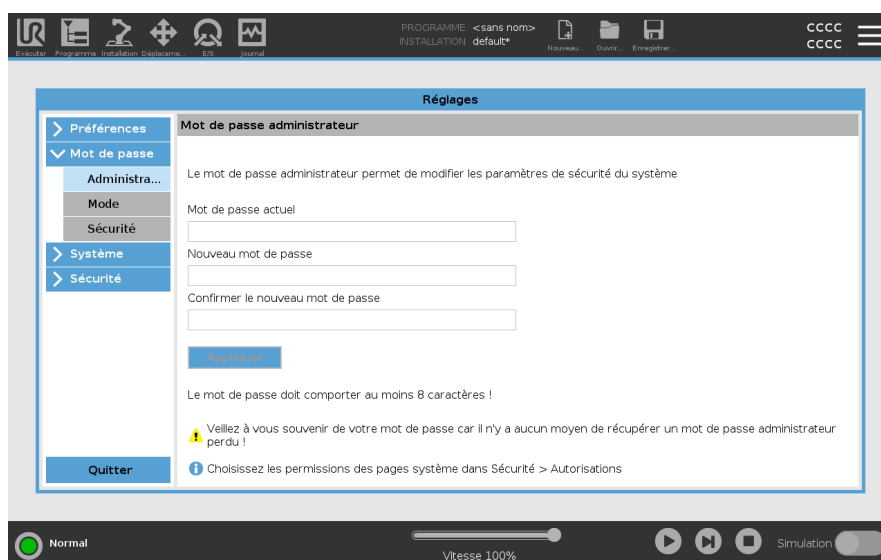 PROGRAMME <sans nom>
INSTALLATION default*
CCCC
CCCC
Exécuter Programme Installation Déplaceme... E/S Journal Nouveau... Ouvrir... Enregistrer...
Réglages
Préférences
Mot de passe
Administra...
Mode
Sécurité
Système
Sécurité
Quitter
Mot de passe administrateur
Le mot de passe administrateur permet de modifier les paramètres de sécurité du système
Mot de passe actuel
Nouveau mot de passe
Confirmer le nouveau mot de passe
Appliquer
Le mot de passe doit comporter au moins 8 caractères !
Veillez à vous souvenir de votre mot de passe car il n'y a aucun moyen de récupérer un mot de passe administrateur
perdu !
Choisissez les permissions des pages système dans Sécurité > Autorisations
Normal
Vitesse 100%
Simulation